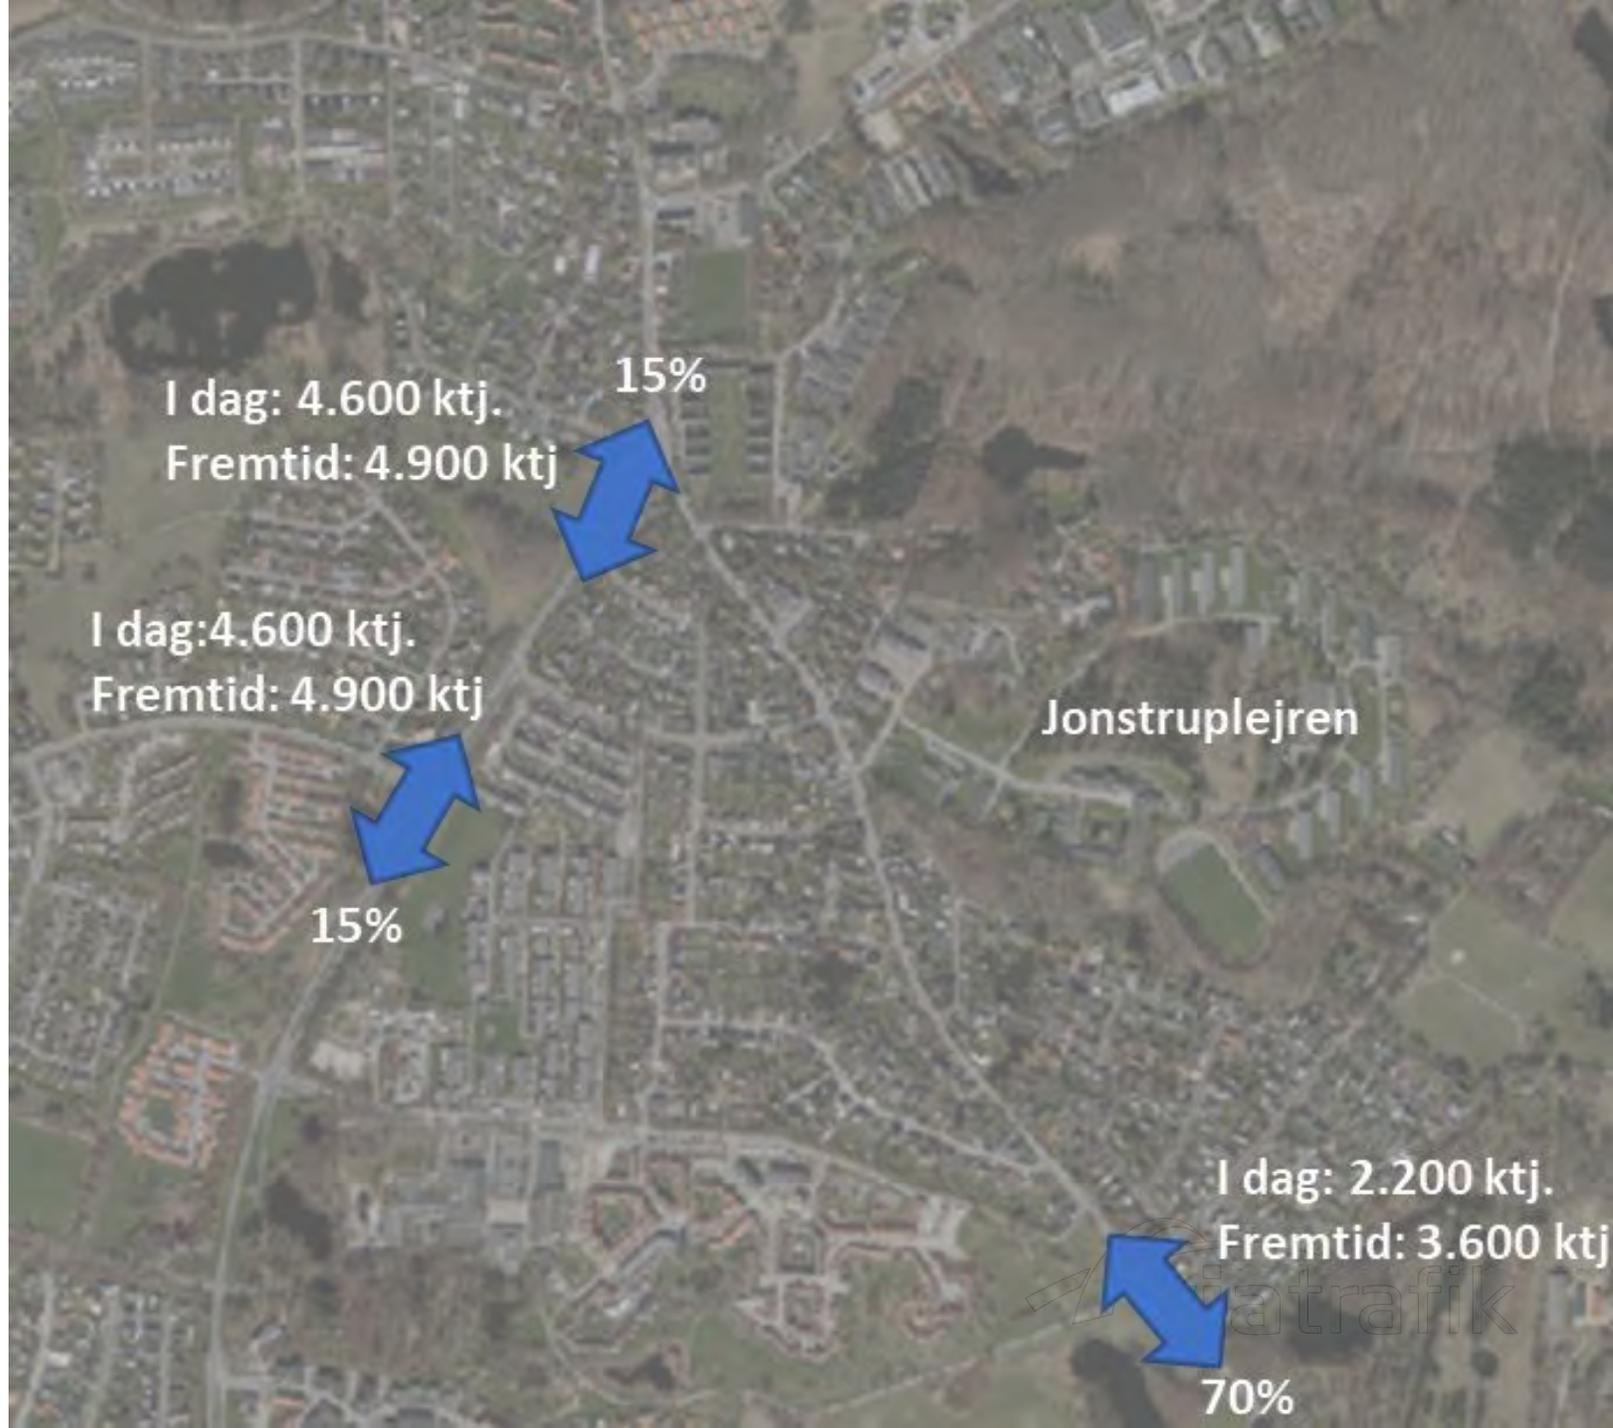 15%
I dag: 4.600 ktj.
Fremtid: 4.900 ktj
I dag:4.600 ktj.
Fremtid: 4.900 ktj
Jonstruplejren
15%
I dag: 2.200 ktj.
Fremtid: 3.600 ktj
70%